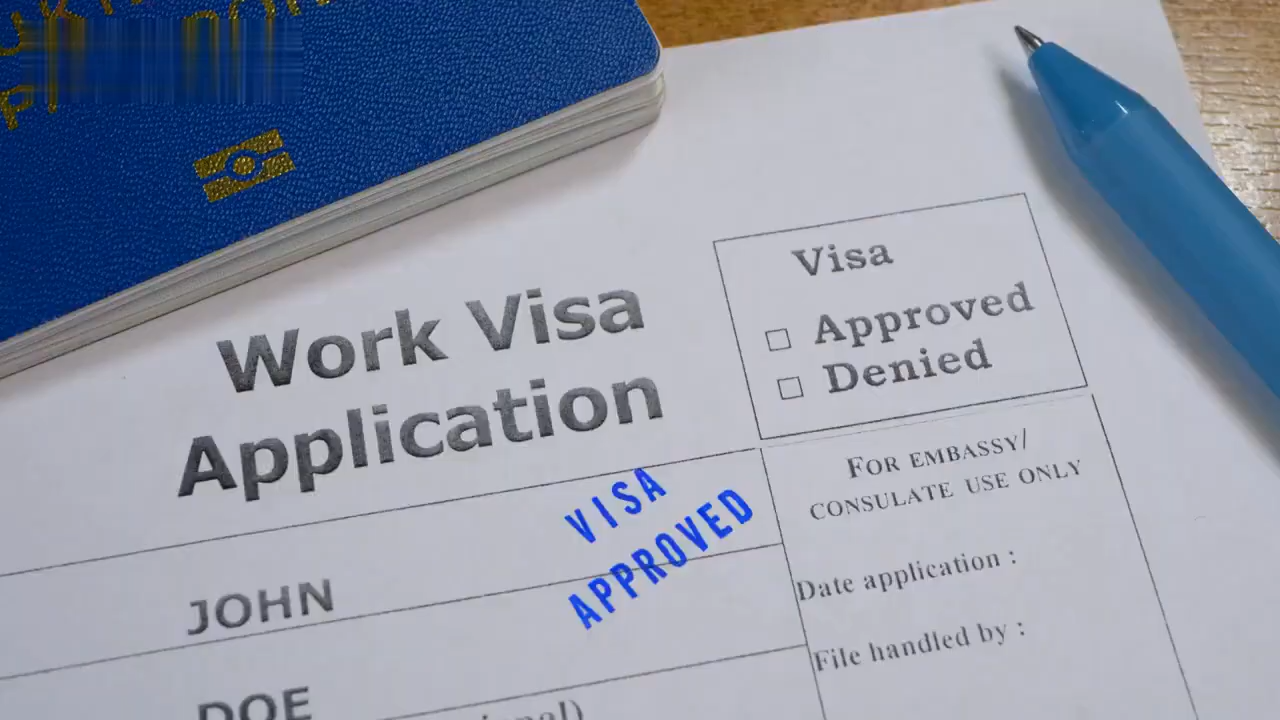 Work Visa
Application
Visa
Approved
Denied
FOR EMBASSY/
CONSULATE USE ONLY
VISA
APPROVED
Date application :
File handled by :
JOHN
DOE